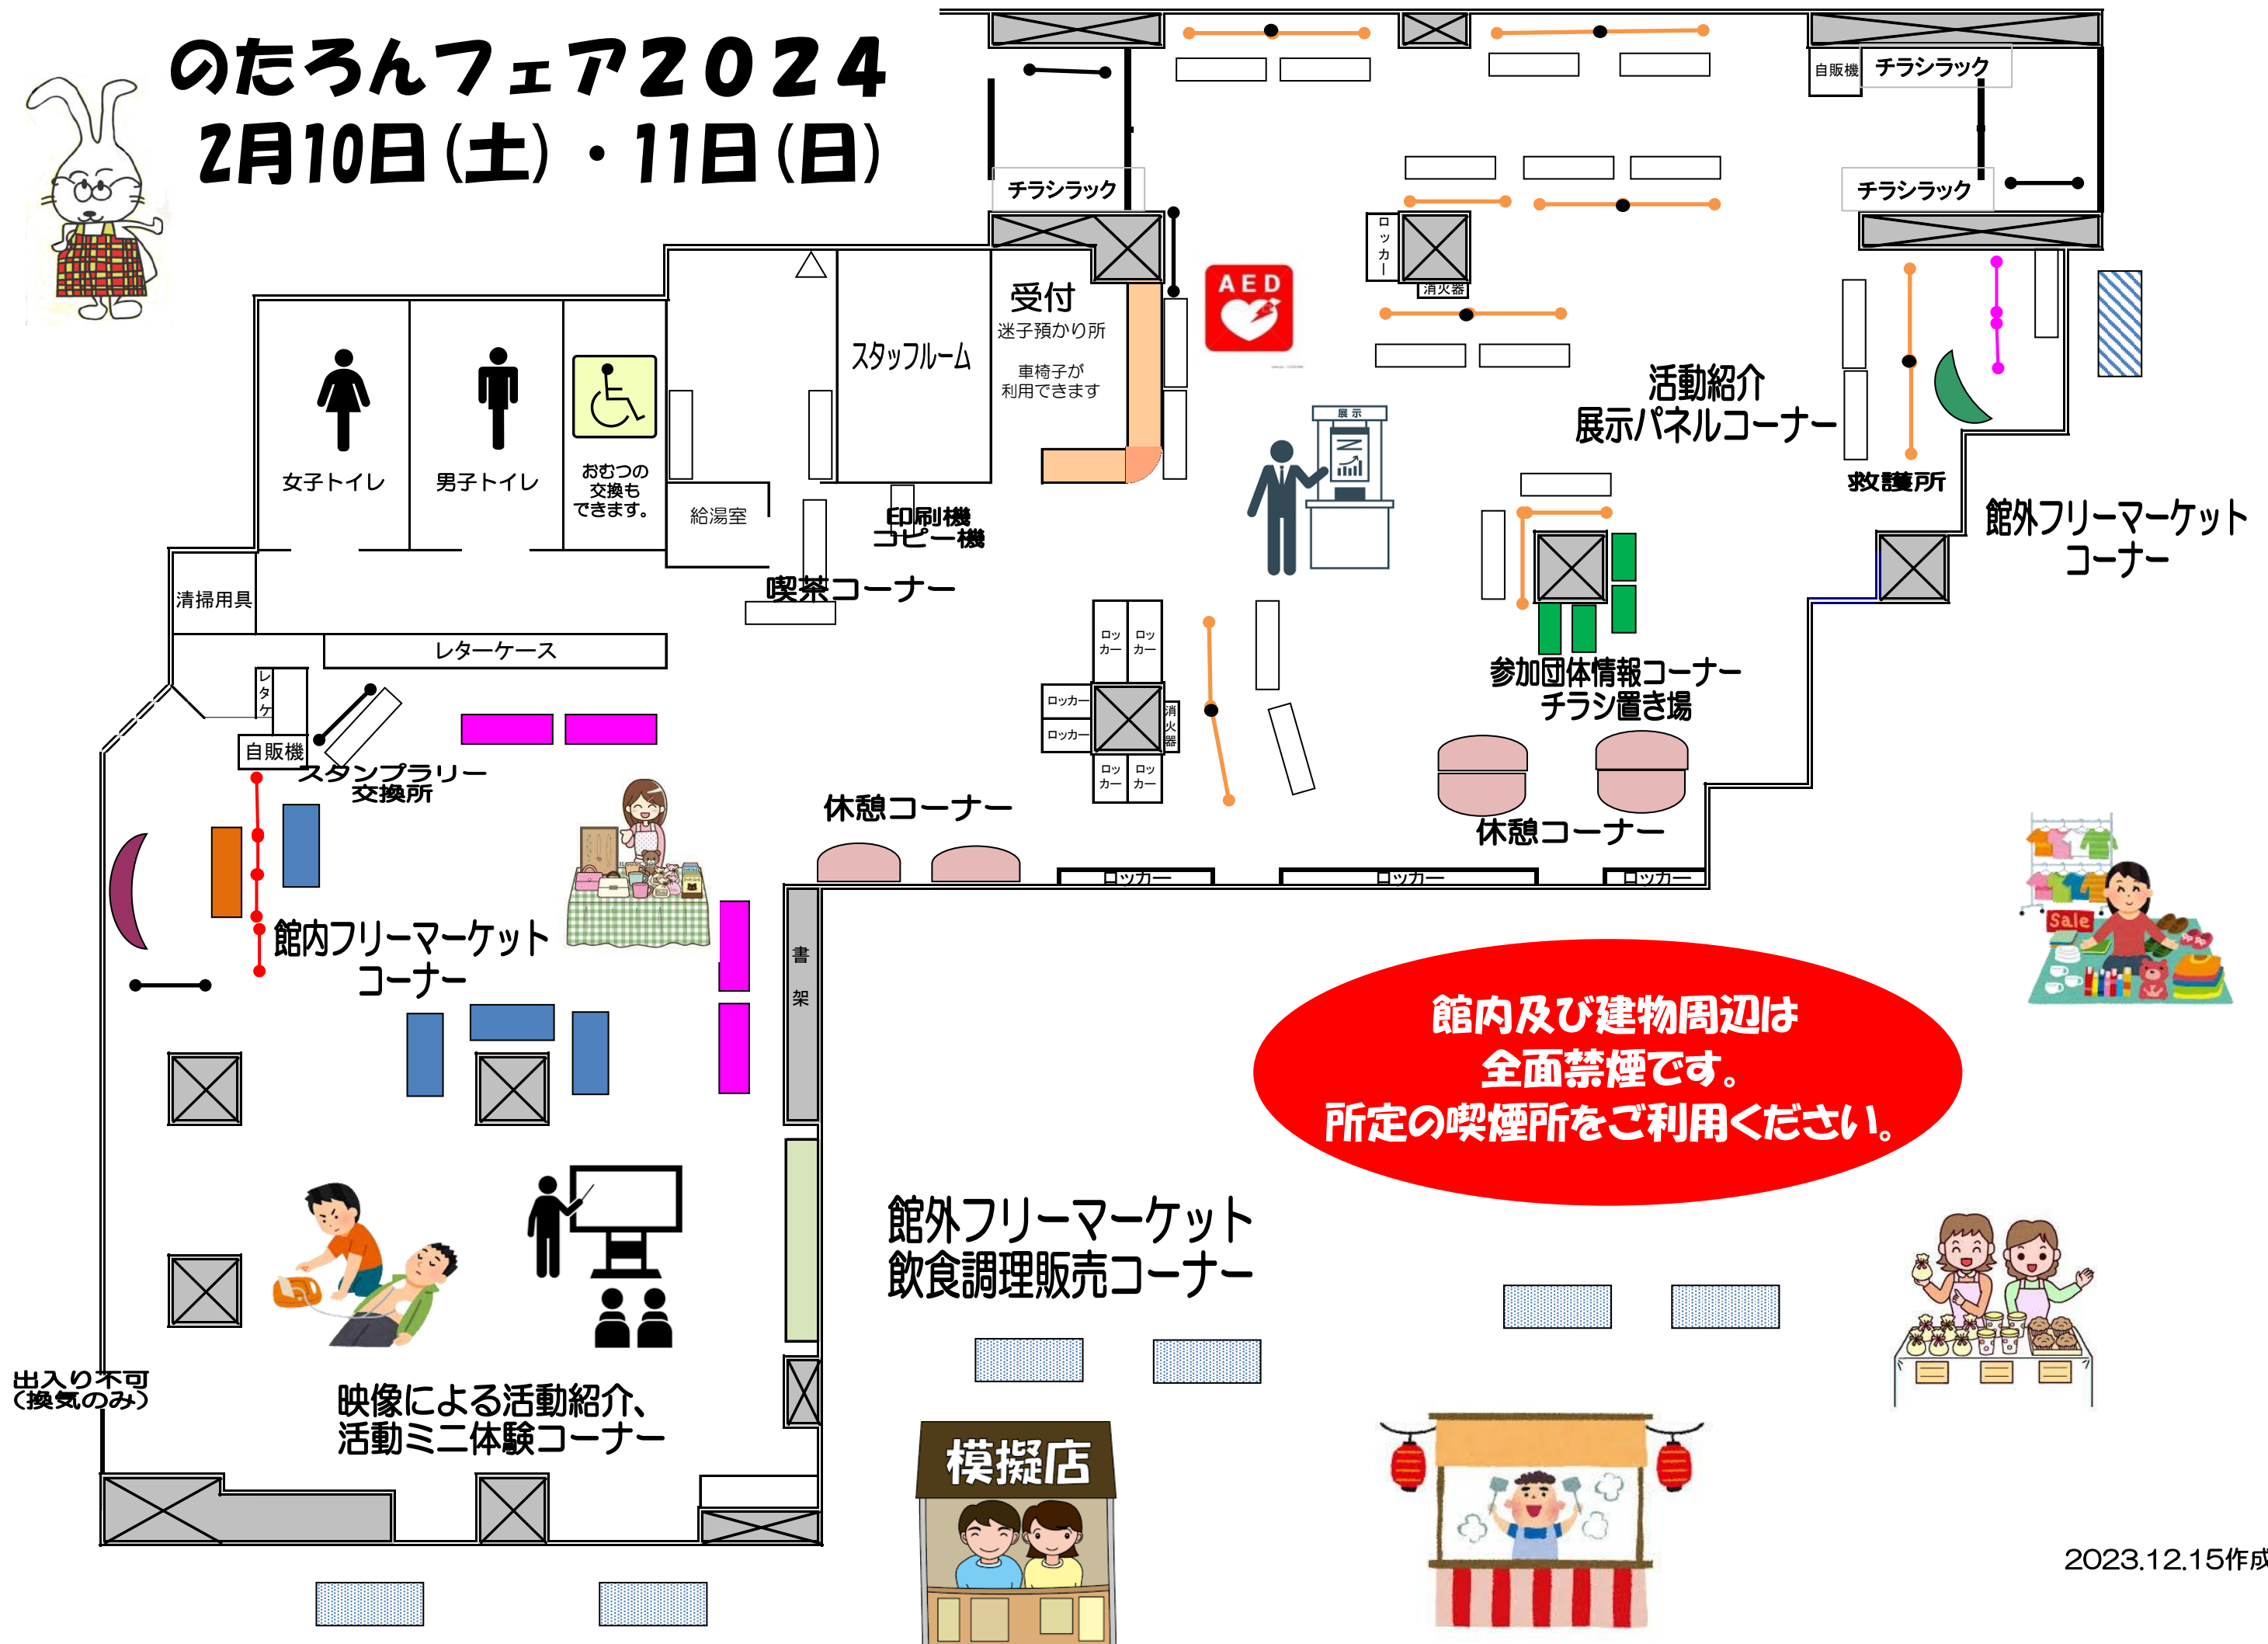 のたろんフェア2024
2月10日(土)・11日(日)
チラシラック
自販機
チラシラック
チラシラック
ロッカー
消火器
AED
受付
迷子預かり所
車椅子が
利用できます
スタッフルーム
女子トイレ
男子トイレ
おむつの
交換も
できます。
給湯室
印刷機
コピー機
喫茶コーナー
展示
活動紹介
展示パネルコーナー
救護所
館外フリーマーケット
コーナー
清掃用具
レターケース
レタケ
自販機
スタンプラリー
交換所
ロッカー
ロッカー
ロッカー
ロッカー
消火器
ロッカー
ロッカー
参加団体情報コーナー
チラシ置き場
休憩コーナー
休憩コーナー
ロッカー
ロッカー
ロッカー
館内フリーマーケット
コーナー
書架
Sale
館内及び建物周辺は
全面禁煙です。
所定の喫煙所をご利用ください。
館外フリーマーケット
飲食調理販売コーナー
出入り不可
(換気のみ)
映像による活動紹介、
活動ミニ体験コーナー
模擬店
2023.12.15作成